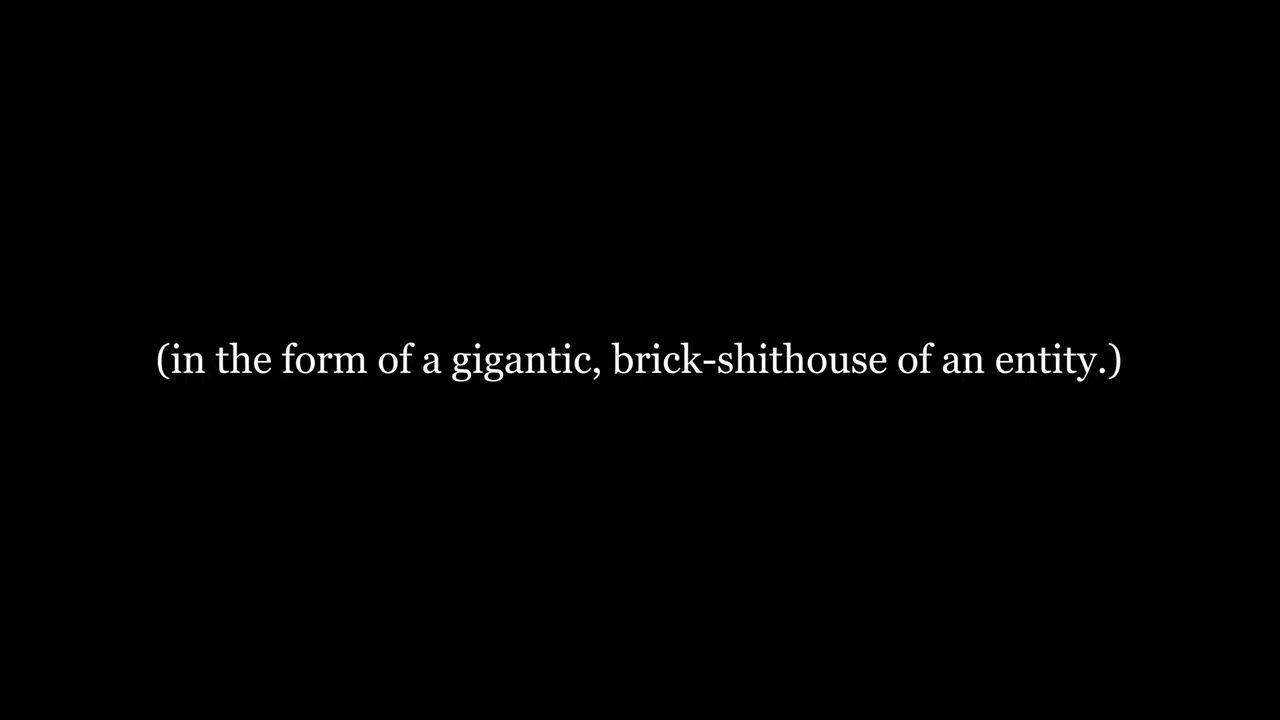 (in the form of a gigantic, brick-shithouse of an entity.)